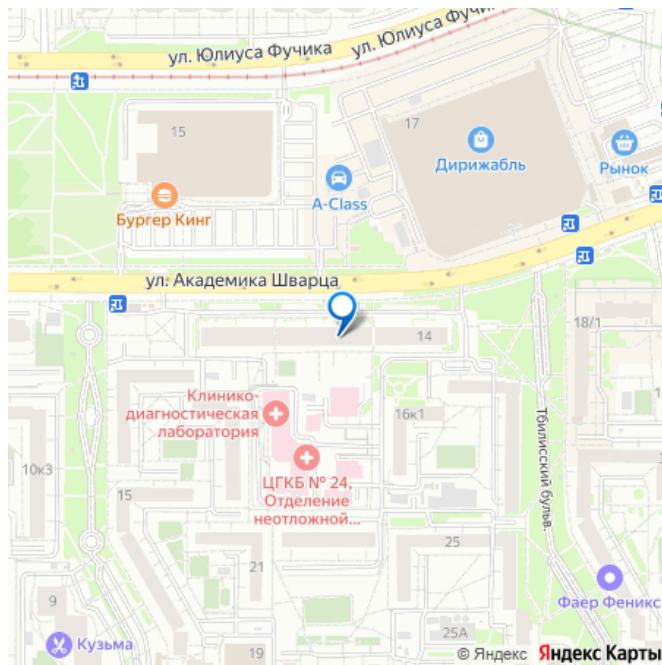 ул. Юлиуса Фучика
ул. Юлиуса Фучика
15
17
Дирижабль
Рынок
A-Class
Бургер Кинг
ул. Академика Шварца
14
18/1
Клинико-
диагностическая
лаборатория
16к1
Тбилисский бульв.
10к3
15
ЦГКБ № 24,
Отделение
неотложной...
25
21
9
Фаер Феникс
Кузьма
19
25А
© Яндекс Яндекс Карты